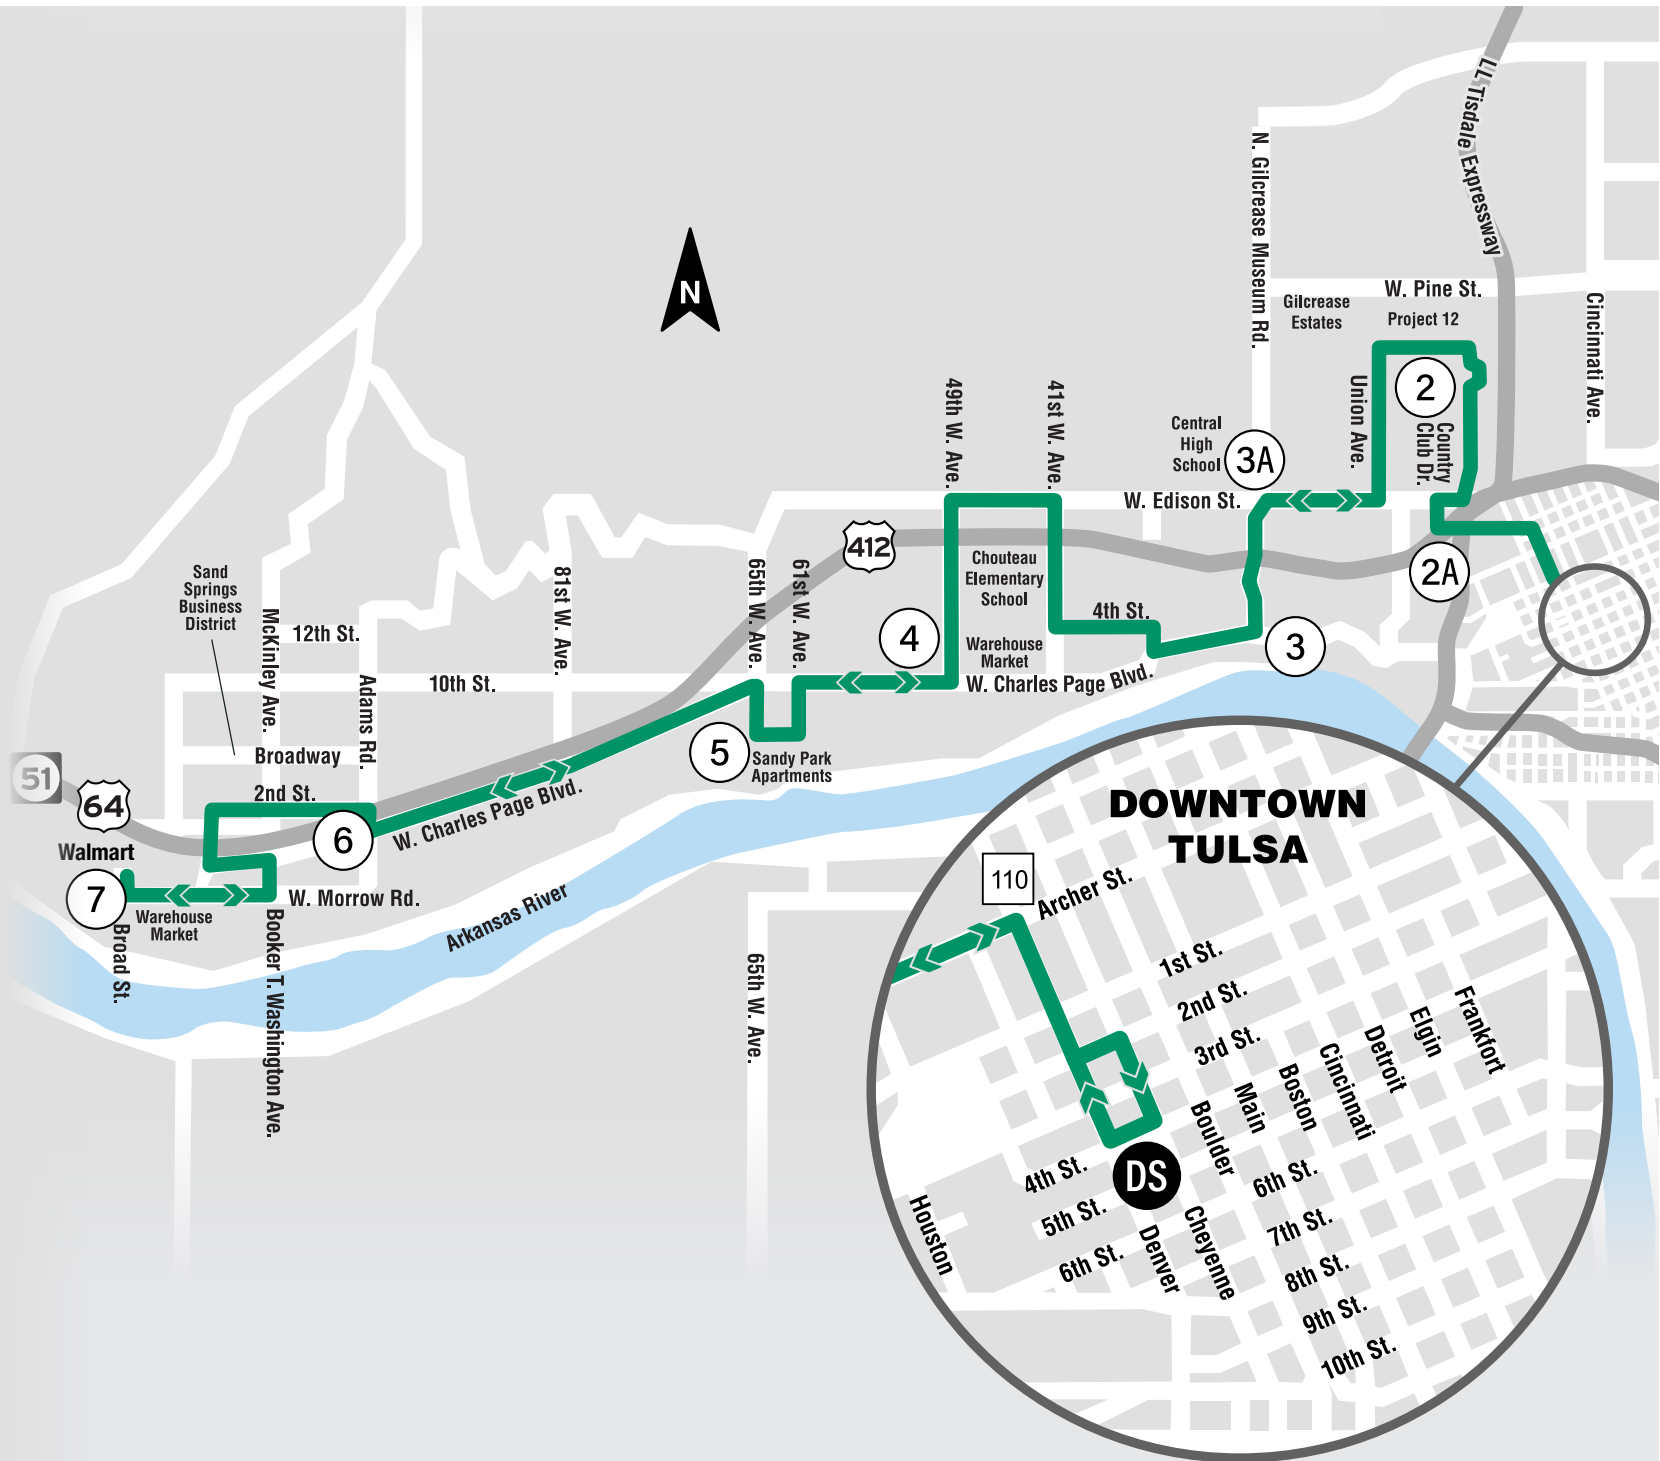 LL Tisdale Expressway
N. Gilcrease Museum Rd.
N
W. Pine St.
Gilcrease
Estates
Project 12
Cincinnati Ave.
49th W. Ave.
41st W. Ave.
Union Ave.
2
Country
Club Dr.
Central
High
School
3A
W. Edison St.
412
Chouteau
Elementary
School
2A
Sand
Springs
Business
District
McKinley Ave.
12th St.
81st W. Ave.
65th W. Ave.
61st W. Ave.
4
4th St.
3
Warehouse
Market
W. Charles Page Blvd.
Adams Rd.
10th St.
5
Sandy Park
Apartments
Broadway
51
64
2nd St.
6
W. Charles Page Blvd.
Walmart
7
W. Morrow Rd.
Warehouse
Market
Broad St.
Booker T. Washington Ave.
Arkansas River
65th W. Ave.
DOWNTOWN
TULSA
110
Archer St.
1st St.
2nd St.
3rd St.
Frankfort
Elgin
Detroit
Cincinnati
Boston
Main
Boulder
4th St.
DS
5th St.
6th St.
6th St.
Houston
Denver
Cheyenne
7th St.
8th St.
9th St.
10th St.